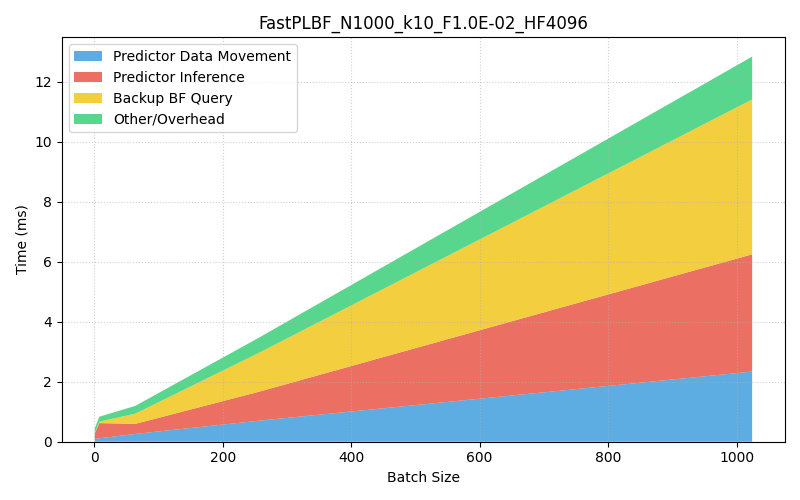 FastPLBF_N1000_k10_F1.0E-02_HF4096
Predictor Data Movement
Predictor Inference
Backup BF Query
Other/Overhead
Time (ms)
12
10
8
6
4
2
0
0 200 400 600 800 1000
Batch Size